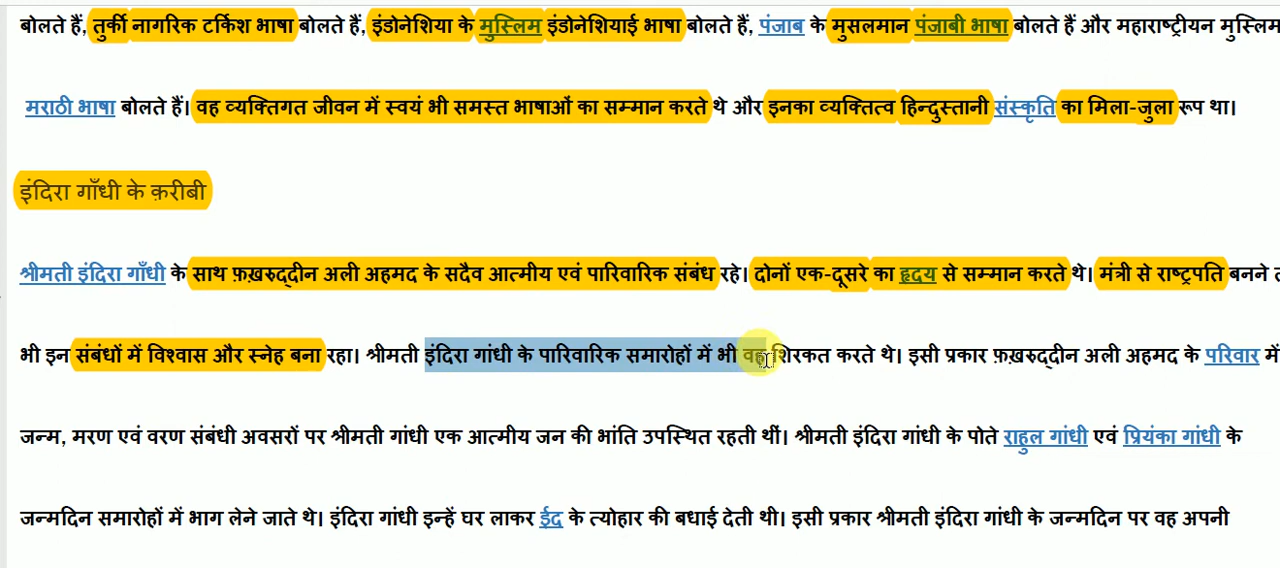 बोलते हैं, तुर्की नागरिक टर्किश भाषा बोलते हैं, इंडोनेशिया के मुस्लिम इंडोनेशियाई भाषा बोलते हैं, पंजाब के मुसलमान पंजाबी भाषा बोलते हैं और महाराष्ट्रीयन मुस्लिम
मराठी भाषा बोलते हैं। वह व्यक्तिगत जीवन में स्वयं भी समस्त भाषाओं का सम्मान करते थे और इनका व्यक्तित्व हिन्दुस्तानी संस्कृति का मिला-जुला रूप था।
इंदिरा गाँधी के क़रीबी
श्रीमती इंदिरा गाँधी के साथ फ़ख़रुद्दीन अली अहमद के सदैव आत्मीय एवं पारिवारिक संबंध रहे। दोनों एक-दूसरे का हृदय से सम्मान करते थे। मंत्री से राष्ट्रपति बनने
भी इन संबंधों में विश्वास और स्नेह बना रहा। श्रीमती इंदिरा गांधी के पारिवारिक समारोहों में भी वह शिरकत करते थे। इसी प्रकार फ़ख़रुद्दीन अली अहमद के परिवार में
जन्म, मरण एवं वरण संबंधी अवसरों पर श्रीमती गांधी एक आत्मीय जन की भांति उपस्थित रहती थीं। श्रीमती इंदिरा गांधी के पोते राहुल गांधी एवं प्रियंका गांधी के
जन्मदिन समारोहों में भाग लेने जाते थे। इंदिरा गांधी इन्हें घर लाकर ईद के त्योहार की बधाई देती थी। इसी प्रकार श्रीमती इंदिरा गांधी के जन्मदिन पर वह अपनी